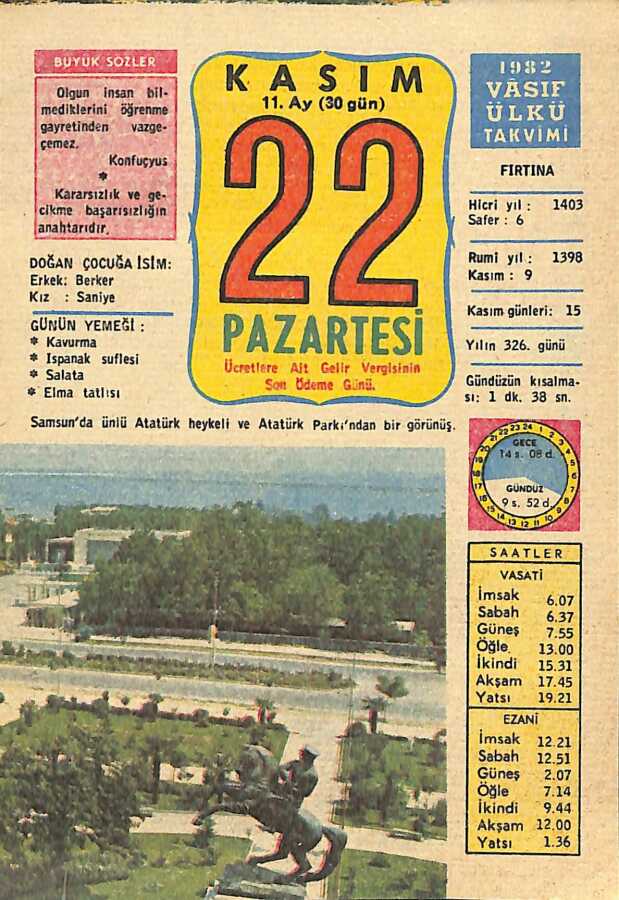 BÜYÜK SÖZLER
Olgun insan bil-
mediklerini öğrenme
gayretinden vazge-
çemez.
Konfuçyus
*
Kararsızlık ve ge-
cikme başarısızlığın
anahtarıdır.
DOĞAN ÇOCUĞA İSİM:
Erkek: Berker
Kız : Saniye
GÜNÜN YEMEĞİ :
* Kavurma
* Ispanak suflesi
* Salata
* Elma tatlısı
KASIM
11. Ay (30 gün)
22
PAZARTESİ
Ücretlere Ait Gelir Vergisinin
Son Ödeme Günü.
1982
VÂSIF
ÜLKÜ
TAKVİMİ
FIRTINA
Hicri yıl : 1403
Safer : 6
Rumi yıl : 1398
Kasım : 9
Kasım günleri: 15
Yılın 326. günü
Gündüzün kısalma-
sı: 1 dk. 38 sn.
Samsun'da ünlü Atatürk heykeli ve Atatürk Parkı'ndan bir görünüş.
GECE
14 s. 08 d.
GÜNDÜZ
9 s. 52 d.
SAATLER
VASATİ
İmsak 6.07
Sabah 6.37
Güneş 7.55
Öğle 13.00
İkindi 15.31
Akşam 17.45
Yatsı 19.21
EZANİ
İmsak 12.21
Sabah 12.51
Güneş 2.07
Öğle 7.14
İkindi 9.44
Akşam 12.00
Yatsı 1.36